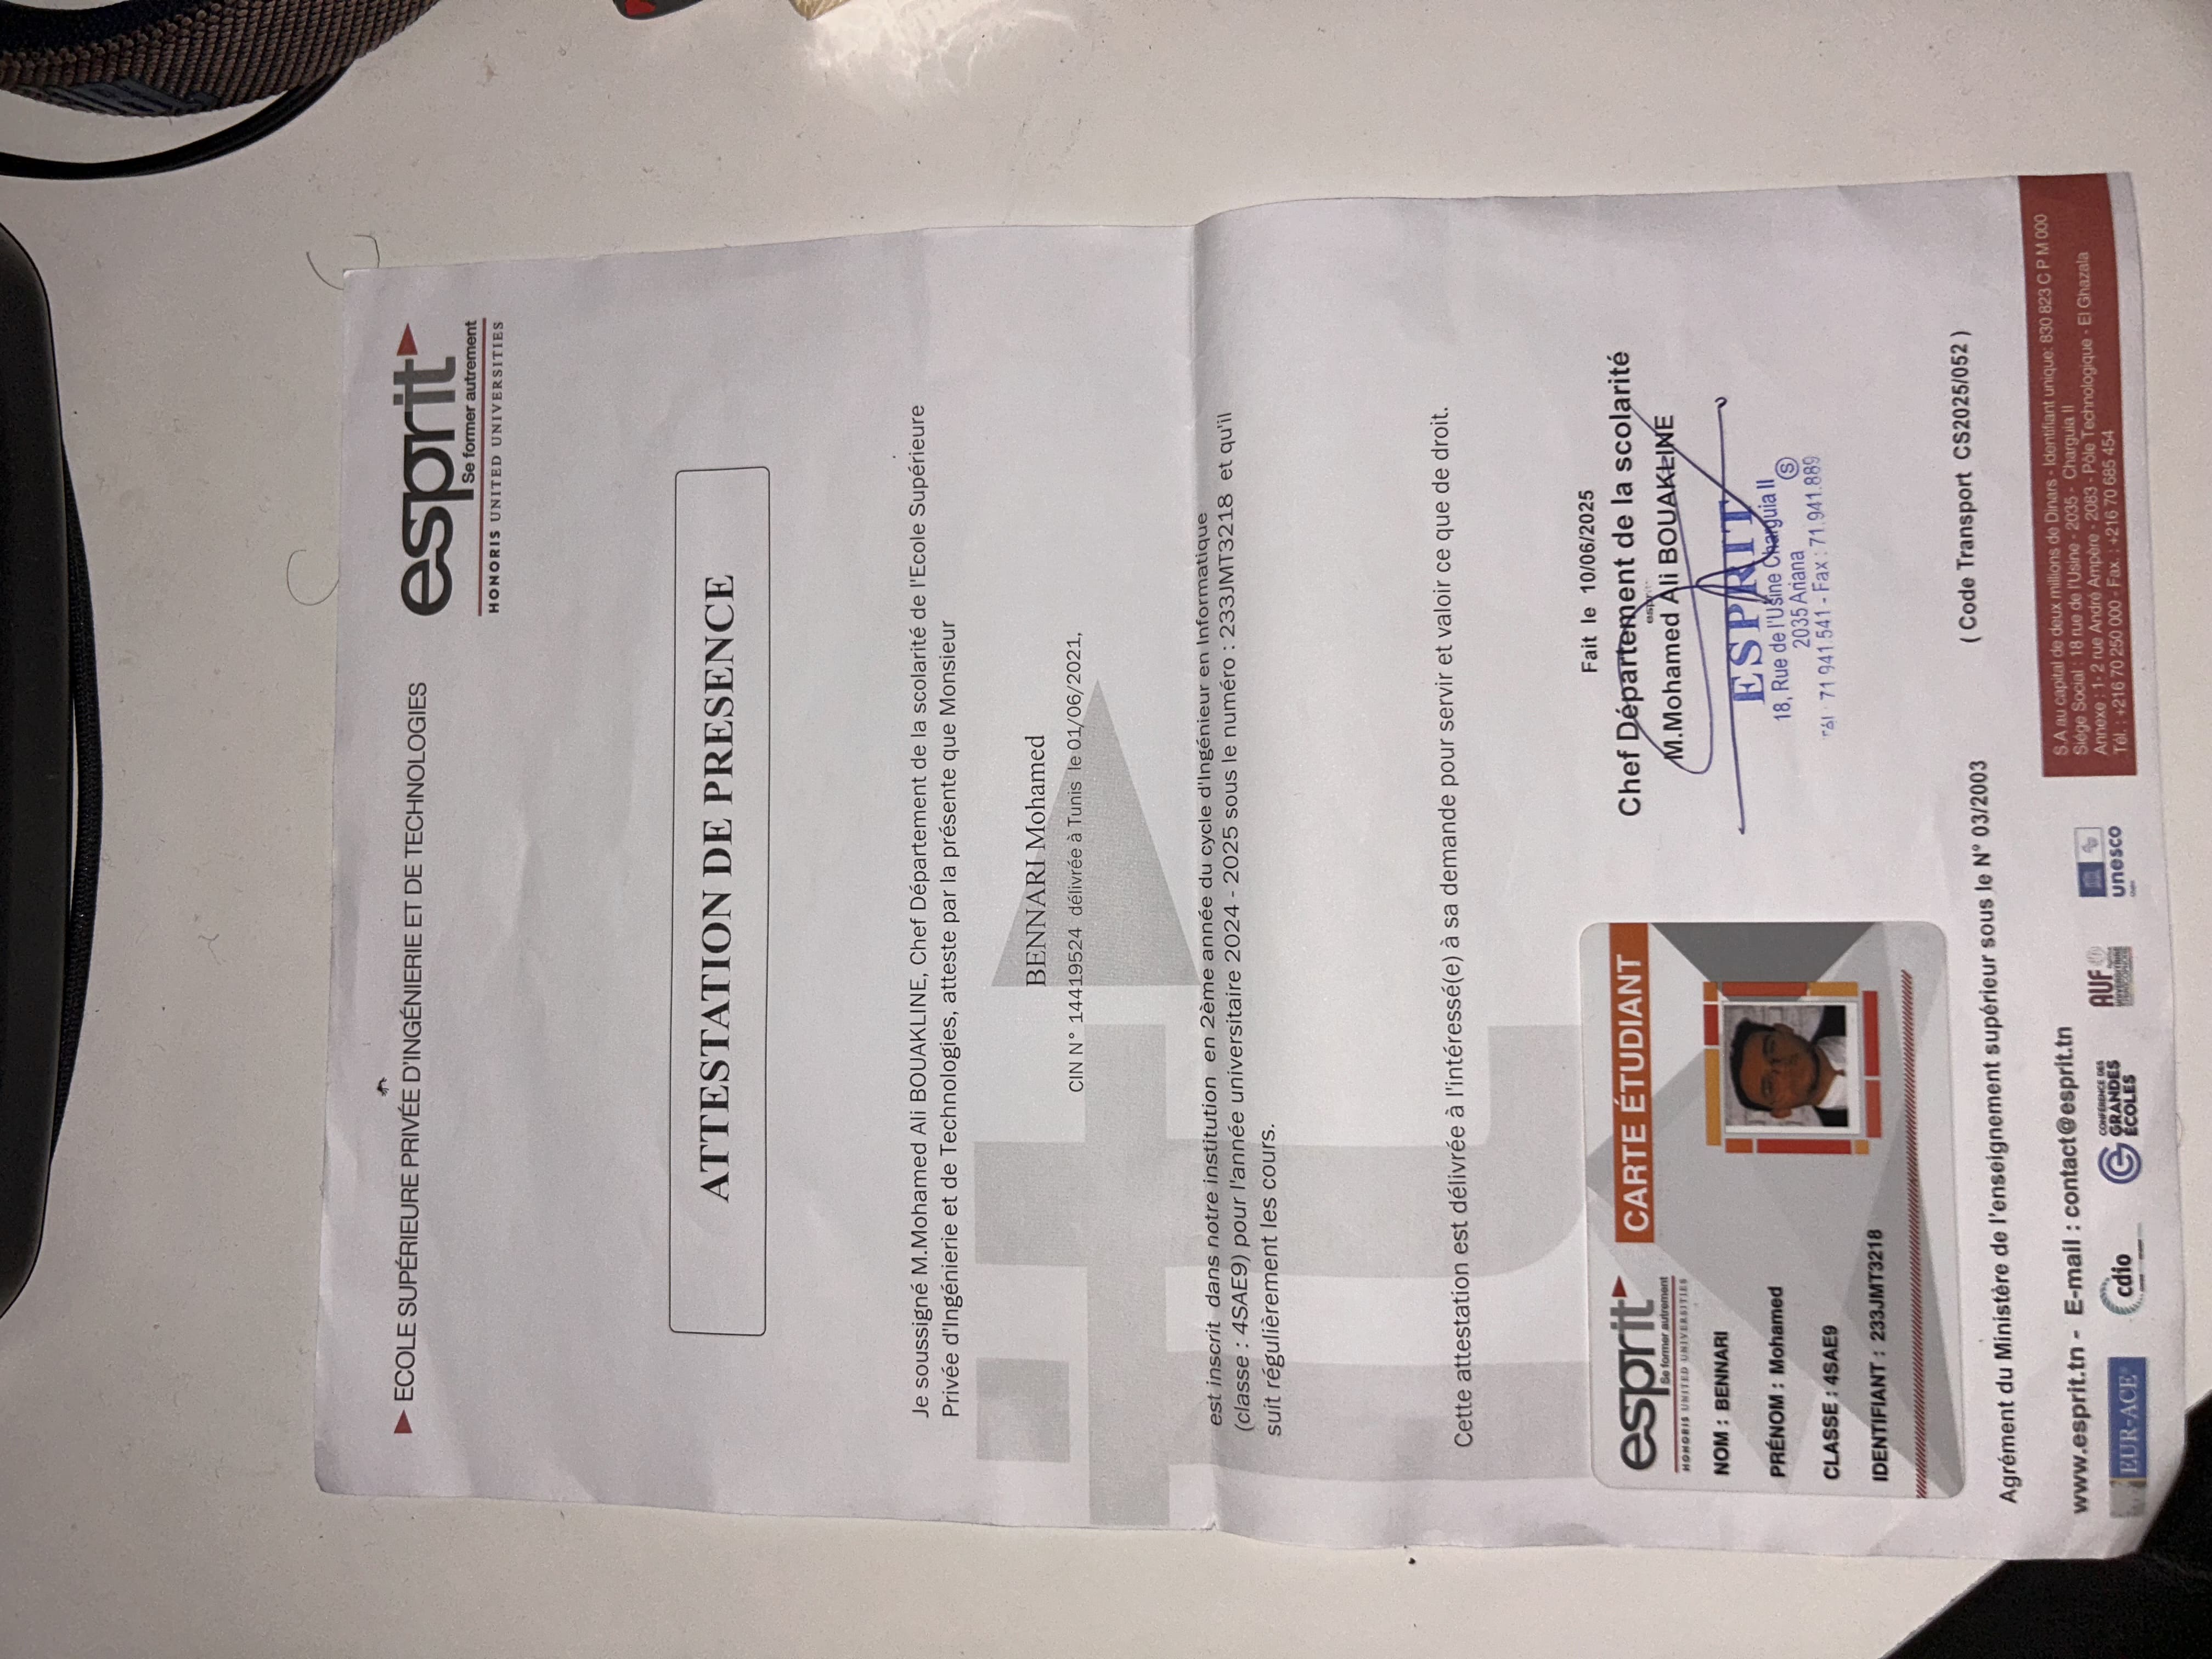 ECOLE SUPÉRIEURE PRIVÉE D'INGÉNIERIE ET DE TECHNOLOGIES
esprit
Se former autrement
HONORIS UNITED UNIVERSITIES
ATTESTATION DE PRESENCE
Je soussigné M.Mohamed Ali BOUAKLINE, Chef Département de la scolarité de l'Ecole Supérieure
Privée d'Ingénierie et de Technologies, atteste par la présente que Monsieur
BENNARI Mohamed
CIN N° 14419524 délivrée à Tunis le 01/06/2021,
est inscrit dans notre institution en 2ème année du cycle d'Ingénieur en Informatique
(classe : 4SAE9) pour l'année universitaire 2024 - 2025 sous le numéro : 233JMT3218 et qu'il
suit régulièrement les cours.
Cette attestation est délivrée à l'intéressé(e) à sa demande pour servir et valoir ce que de droit.
Fait le 10/06/2025
Chef Département de la scolarité
M.Mohamed Ali BOUAKLINE
esprit
ESPRIT
18, Rue de l'Usine Charguia II
2035 Ariana
Tél : 71 941 541 - Fax : 71.941.889
S
esprit
Se former autrement
HONORIS UNITED UNIVERSITIES
CARTE ÉTUDIANT
NOM : BENNARI
PRÉNOM : Mohamed
CLASSE : 4SAE9
IDENTIFIANT : 233JMT3218
( Code Transport CS2025/052 )
Agrément du Ministère de l'enseignement supérieur sous le N° 03/2003
www.esprit.tn - E-mail : contact@esprit.tn
EUR-ACE
cdio
CONFÉRENCE DES
GRANDES
ÉCOLES
AUF
unesco
S.A au capital de deux millions de Dinars - Identifiant unique: 830 823 C P M 000
Siége Social : 18 rue de l'Usine - 2035 - Charguia II
Annexe : 1- 2 rue André Ampère - 2083 - Pôle Technologique - El Ghazala
Tél. : +216 70 250 000 - Fax. : +216 70 685 454